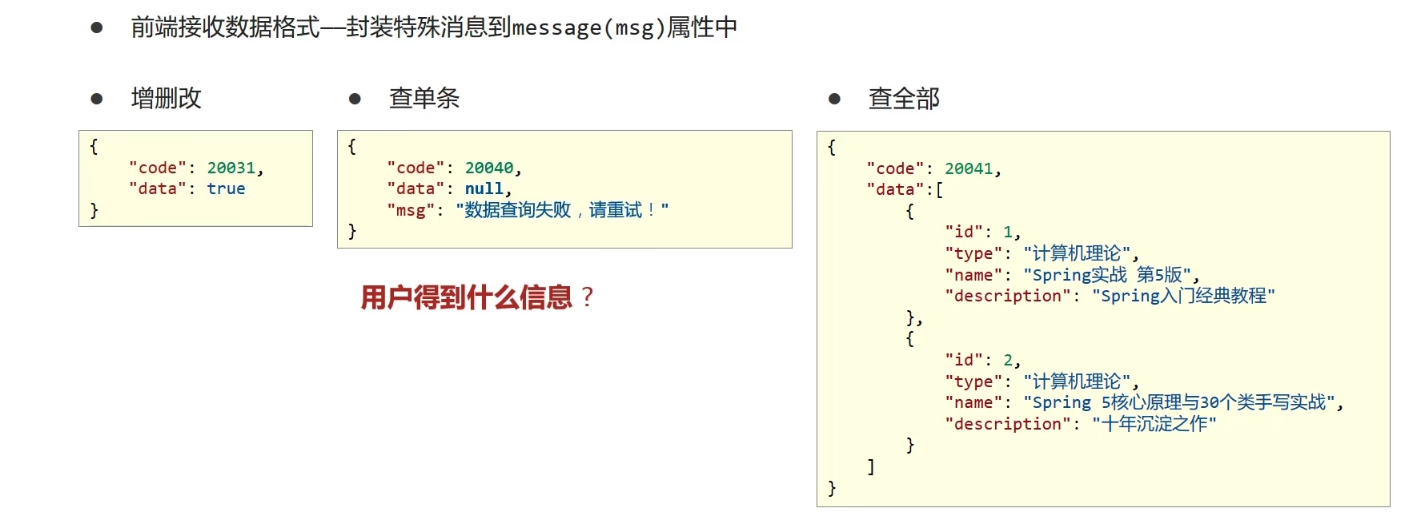 ● 前端接收数据格式—封装特殊消息到message(msg)属性中
● 增删改
{
    "code": 20031,
    "data": true
}
● 查单条
{
    "code": 20040,
    "data": null,
    "msg": "数据查询失败，请重试！"
}
用户得到什么信息？
● 查全部
{
    "code": 20041,
    "data":[
        {
            "id": 1,
            "type": "计算机理论",
            "name": "Spring实战 第5版",
            "description": "Spring入门经典教程"
        },
        {
            "id": 2,
            "type": "计算机理论",
            "name": "Spring 5核心原理与30个类手写实战",
            "description": "十年沉淀之作"
        }
    ]
}